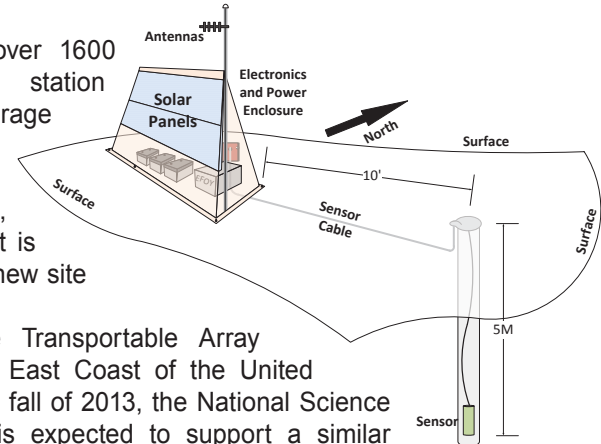 over 1600
station
rage
,
t is
new site
Transportable Array
East Coast of the United
fall of 2013, the National Science
is expected to support a similar
Antennas
Electronics
and Power
Enclosure
Solar
Panels
North
Surface
10'
EFOY
Surface
Sensor
Cable
Surface
5M
Sensor